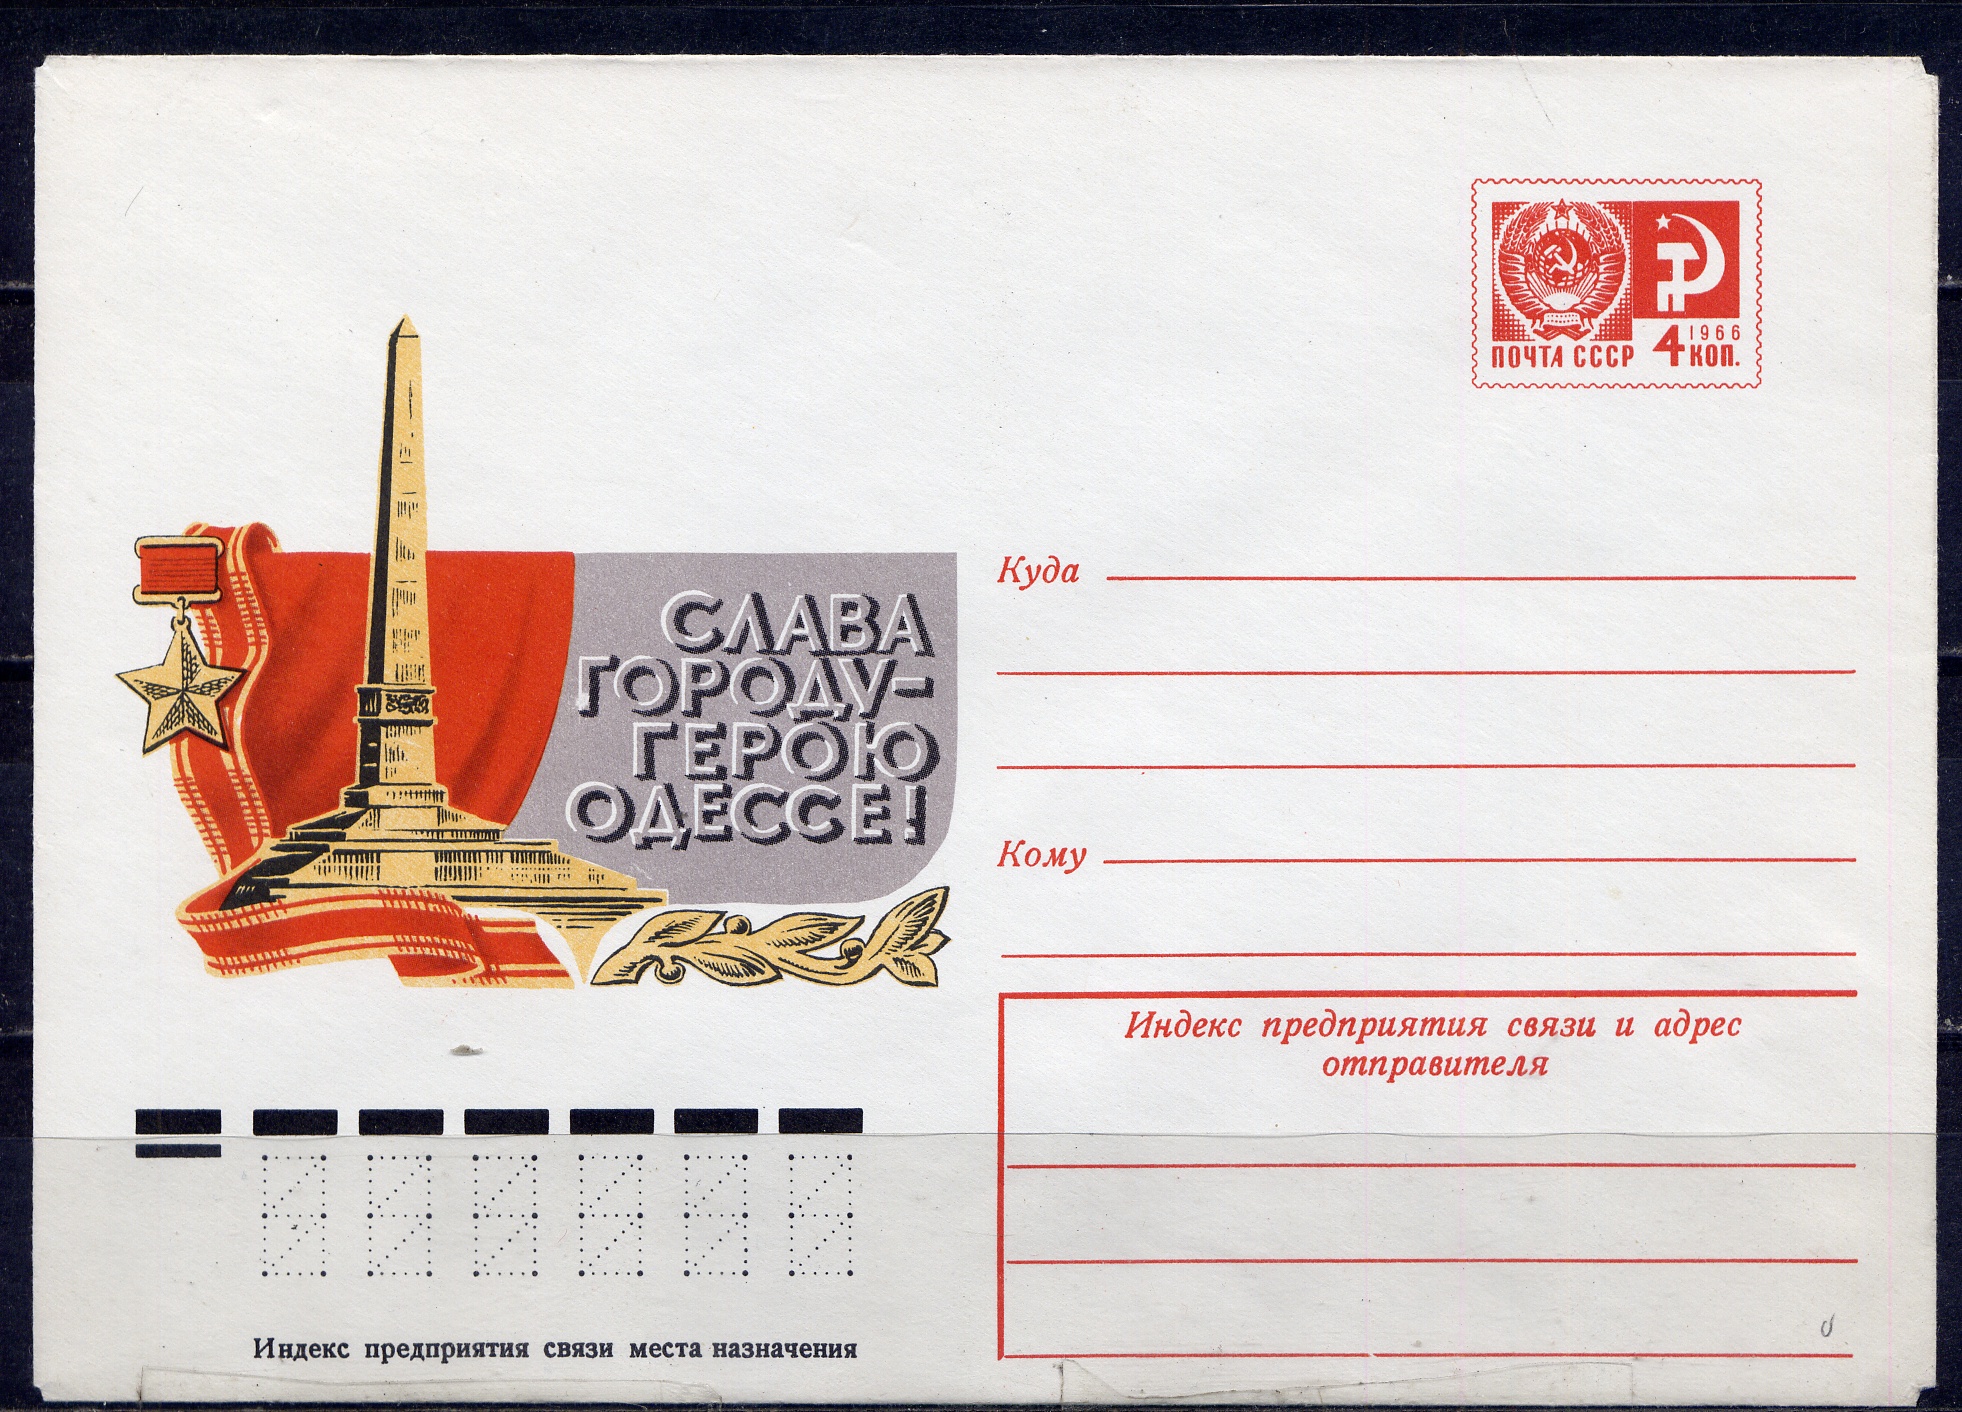 ПОЧТА СССР 4 1966 КОП.
СЛАВА
ГОРОДУ-
ГЕРОЮ
ОДЕССЕ!
Куда
Кому
Индекс предприятия связи и адрес
отправителя
Индекс предприятия связи места назначения